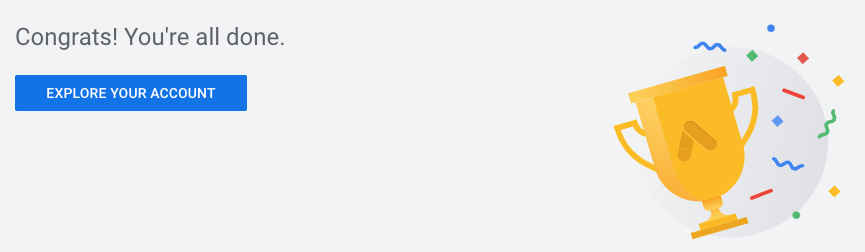 Congrats! You're all done.
EXPLORE YOUR ACCOUNT